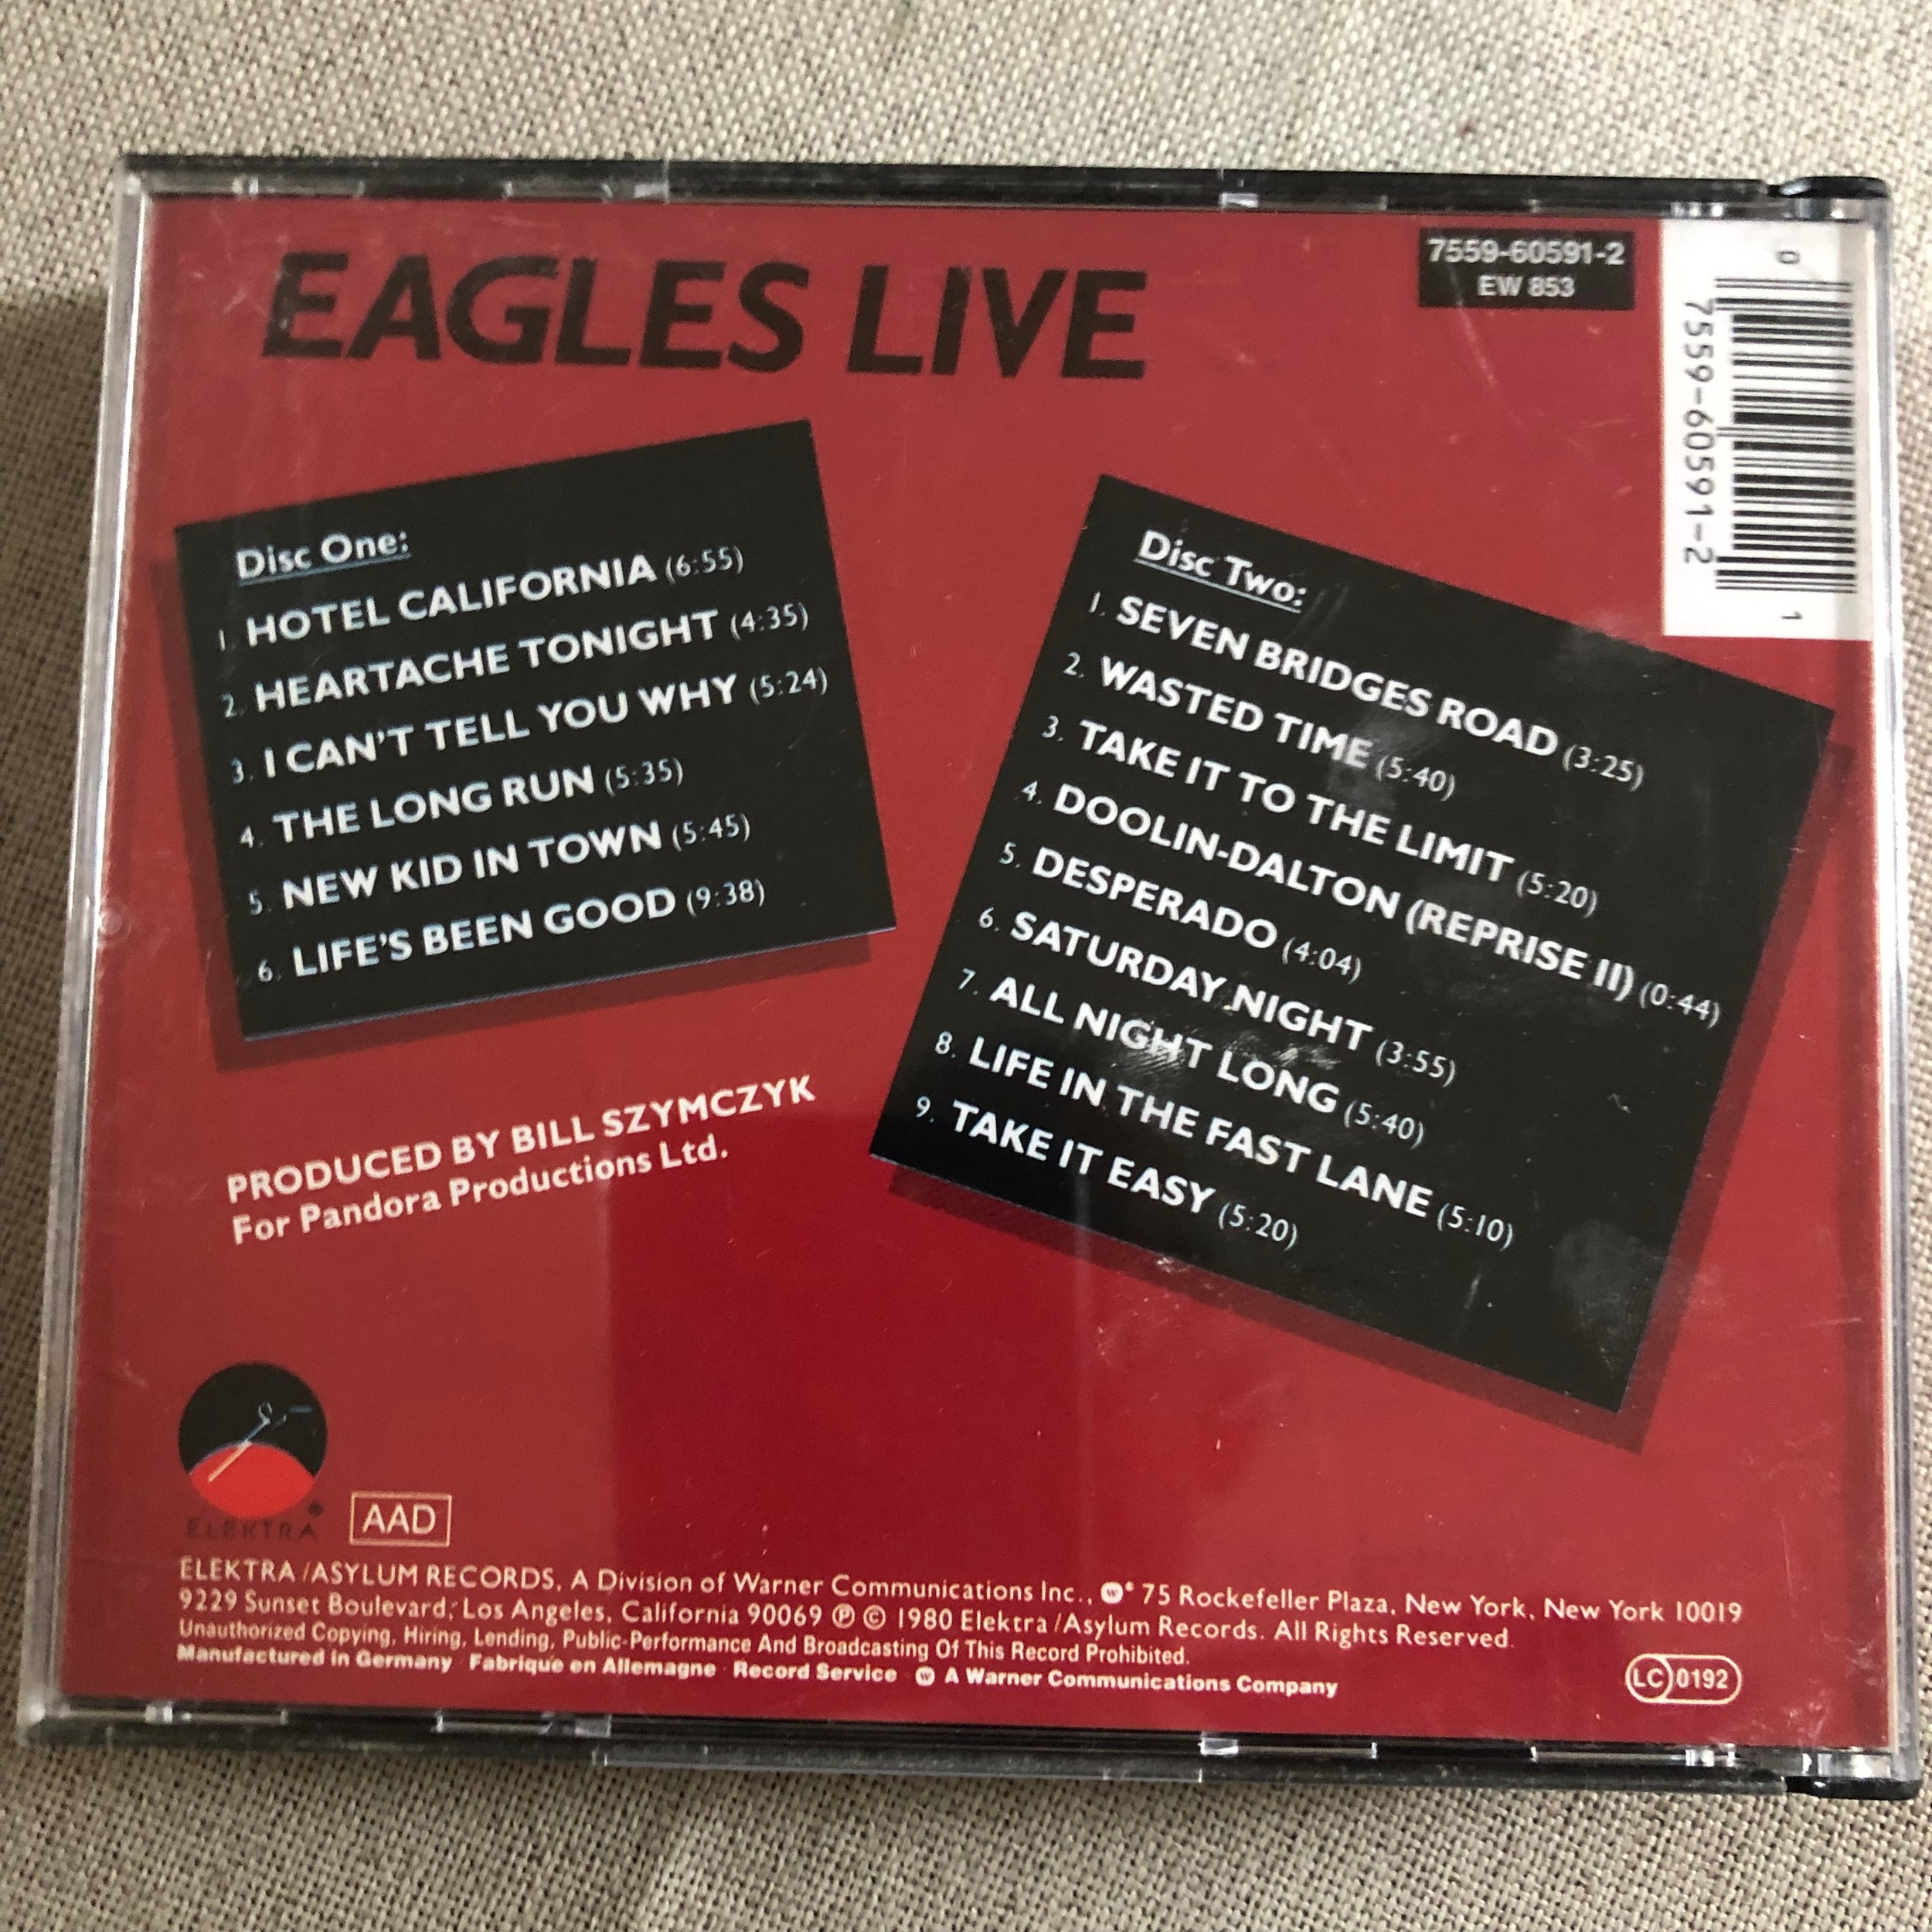 EAGLES LIVE
7559-60591-2
EW 853
0
7559-60591-2
1
Disc One:
1. HOTEL CALIFORNIA (6:55)
2. HEARTACHE TONIGHT (4:35)
3. I CAN'T TELL YOU WHY (5:24)
4. THE LONG RUN (5:35)
5. NEW KID IN TOWN (5:45)
6. LIFE'S BEEN GOOD (9:38)
Disc Two:
1. SEVEN BRIDGES ROAD (3:25)
2. WASTED TIME (5:40)
3. TAKE IT TO THE LIMIT (5:20)
4. DOOLIN-DALTON (REPRISE II) (0:44)
5. DESPERADO (4:04)
6. SATURDAY NIGHT (3:55)
7. ALL NIGHT LONG (5:40)
8. LIFE IN THE FAST LANE (5:10)
9. TAKE IT EASY (5:20)
PRODUCED BY BILL SZYMCZYK
For Pandora Productions Ltd.
ELEKTRA®
AAD
ELEKTRA/ASYLUM RECORDS, A Division of Warner Communications Inc., W® 75 Rockefeller Plaza, New York, New York 10019
9229 Sunset Boulevard, Los Angeles, California 90069 ℗ © 1980 Elektra/Asylum Records. All Rights Reserved.
Unauthorized Copying, Hiring, Lending, Public Performance And Broadcasting Of This Record Prohibited.
Manufactured in Germany · Fabriqué en Allemagne · Record Service W A Warner Communications Company
LC 0192